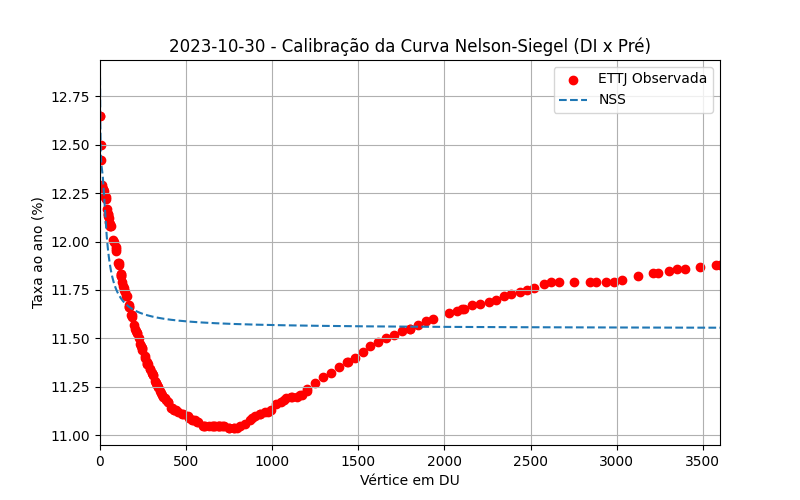 2023-10-30 - Calibração da Curva Nelson-Siegel (DI x Pré)
ETTJ Observada
NSS
Taxa ao ano (%)
12.75
12.50
12.25
12.00
11.75
11.50
11.25
11.00
0 500 1000 1500 2000 2500 3000 3500
Vértice em DU